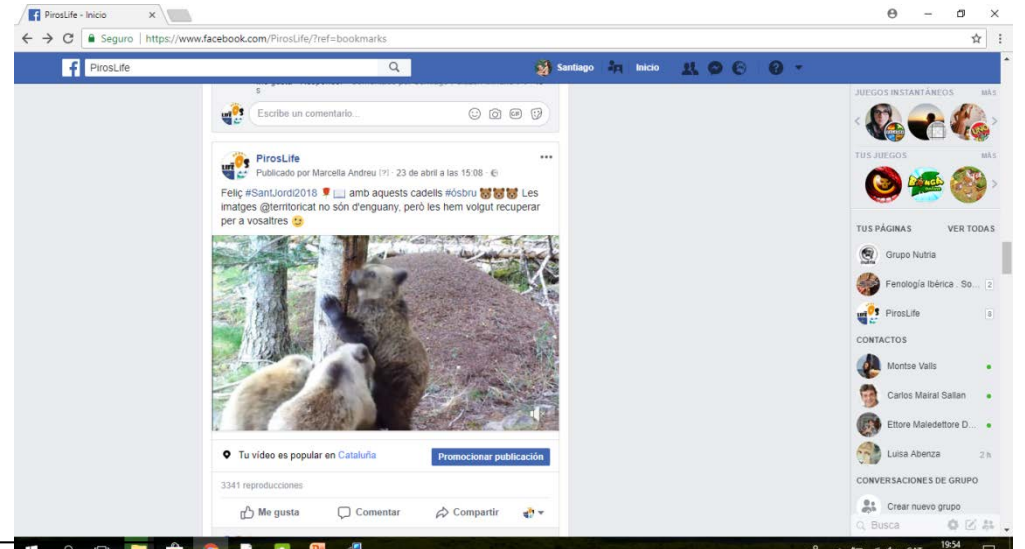 PirosLife - Inicio
Seguro | https://www.facebook.com/PirosLife/?ref=bookmarks
PirosLife
Santiago
Inicio
Escribe un comentario...
GIF
PirosLife
Publicado por Marcella Andreu [?] · 23 de abril a las 15:08 ·
Feliç #SantJordi2018 🌹📖 amb aquests cadells #ósbru 🐻🐻🐻 Les
imatges @territoricat no són d'enguany, però les hem volgut recuperar
per a vosaltres 😉
Tu vídeo es popular en Cataluña
Promocionar publicación
3341 reproducciones
Me gusta
Comentar
Compartir
JUEGOS INSTANTÁNEOS
MÁS
TUS JUEGOS
MÁS
TUS PÁGINAS
VER TODAS
Grupo Nutria
Fenología Ibérica . So... 2
PirosLife
CONTACTOS
Montse Valls
Carlos Mairal Sallan
Ettore Maledettore D...
Luisa Abenza 2 h
CONVERSACIONES DE GRUPO
Crear nuevo grupo
Busca
19:54